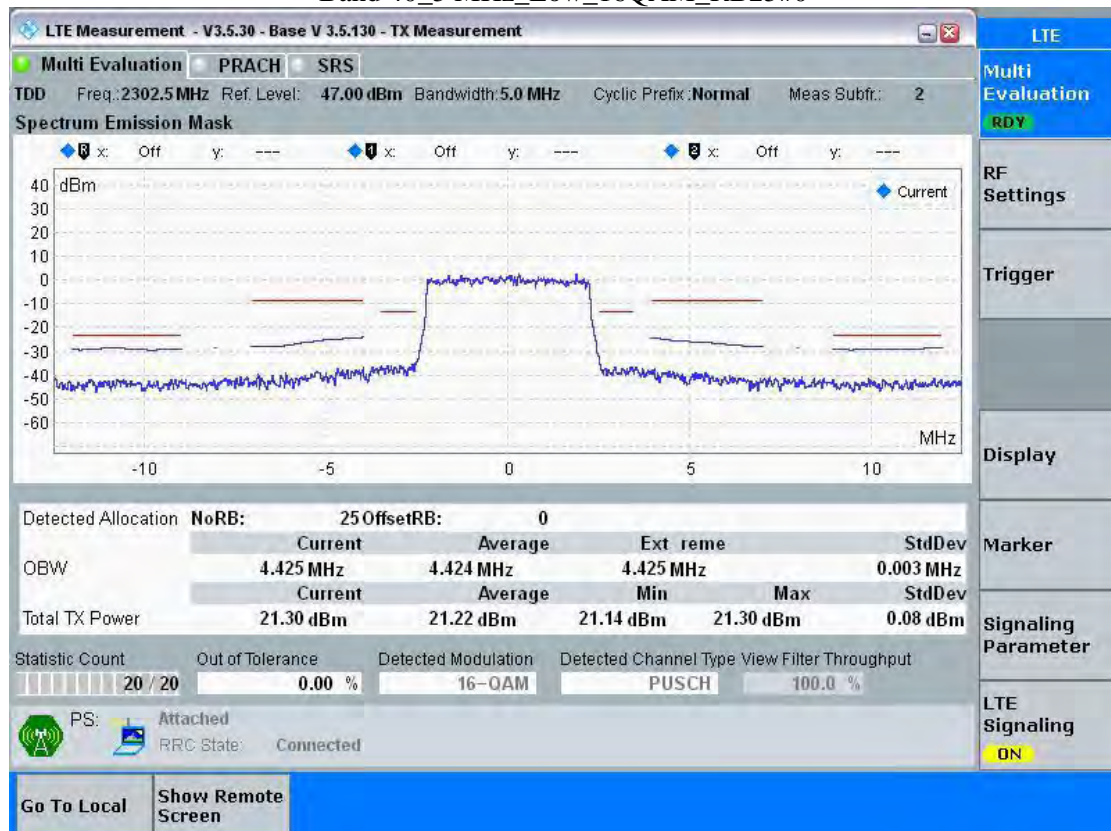 LTE Measurement - V3.5.30 - Base V 3.5.130 - TX Measurement
LTE
Multi Evaluation PRACH SRS
Multi Evaluation
RDY
TDD Freq.:2302.5 MHz Ref. Level: 47.00 dBm Bandwidth:5.0 MHz Cyclic Prefix :Normal Meas Subfr.: 2
Spectrum Emission Mask
R x: Off y: --- 1 x: Off y: --- 2 x: Off y: ---
RF Settings
Trigger
dBm
Current
40
30
20
10
0
-10
-20
-30
-40
-50
-60
MHz
-10 -5 0 5 10
Display
Detected Allocation NoRB: 25 OffsetRB: 0
Current Average Ext reme StdDev
OBW 4.425 MHz 4.424 MHz 4.425 MHz 0.003 MHz
Current Average Min Max StdDev
Total TX Power 21.30 dBm 21.22 dBm 21.14 dBm 21.30 dBm 0.08 dBm
Marker
Signaling Parameter
Statistic Count Out of Tolerance Detected Modulation Detected Channel Type View Filter Throughput
20 / 20 0.00 % 16-QAM PUSCH 100.0 %
PS: Attached
RRC State: Connected
LTE Signaling
ON
Go To Local
Show Remote Screen